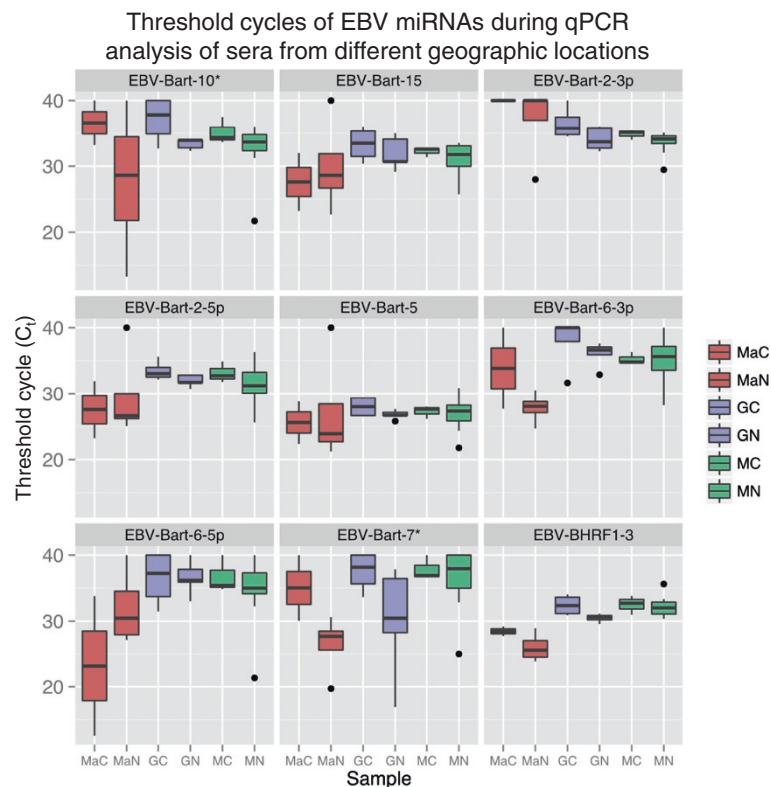 Threshold cycles of EBV miRNAs during qPCR
analysis of sera from different geographic locations
EBV-Bart-10*
EBV-Bart-15
EBV-Bart-2-3p
40
30
20
EBV-Bart-2-5p
EBV-Bart-5
EBV-Bart-6-3p
40
30
20
EBV-Bart-6-5p
EBV-Bart-7*
EBV-BHRF1-3
40
30
20
Threshold cycle (Ct)
MaC
MaN
GC
GN
MC
MN
MaC MaN GC GN MC MN
MaC MaN GC GN MC MN
MaC MaN GC GN MC MN
Sample